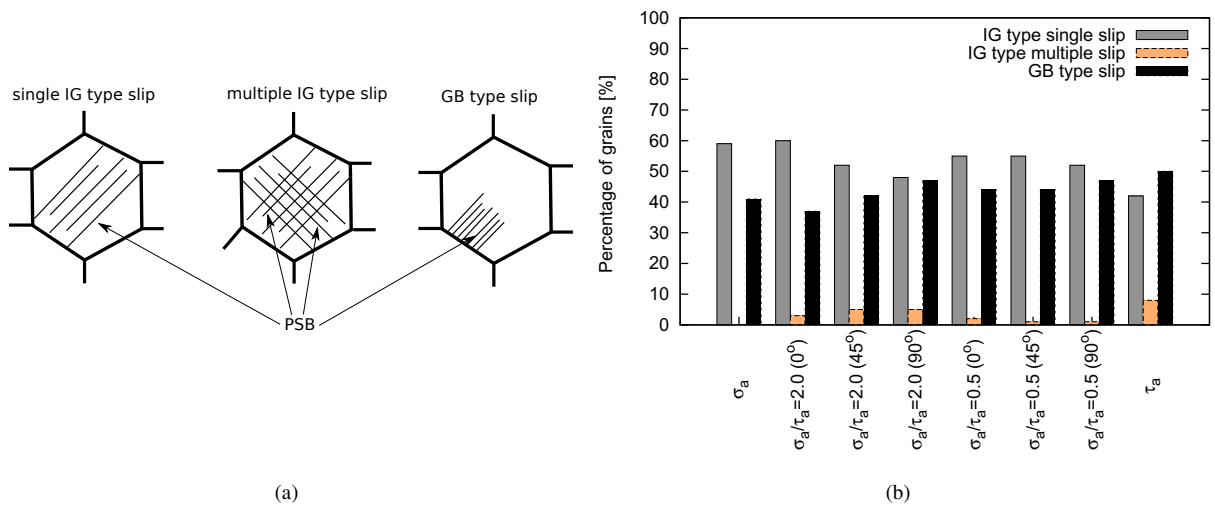 single IG type slip
multiple IG type slip
GB type slip
PSB
(a)
Percentage of grains [%]
100
90
80
70
60
50
40
30
20
10
0
IG type single slip
IG type multiple slip
GB type slip
σa
σa/τa=2.0 (0°)
σa/τa=2.0 (45°)
σa/τa=2.0 (90°)
σa/τa=0.5 (0°)
σa/τa=0.5 (45°)
σa/τa=0.5 (90°)
τa
(b)